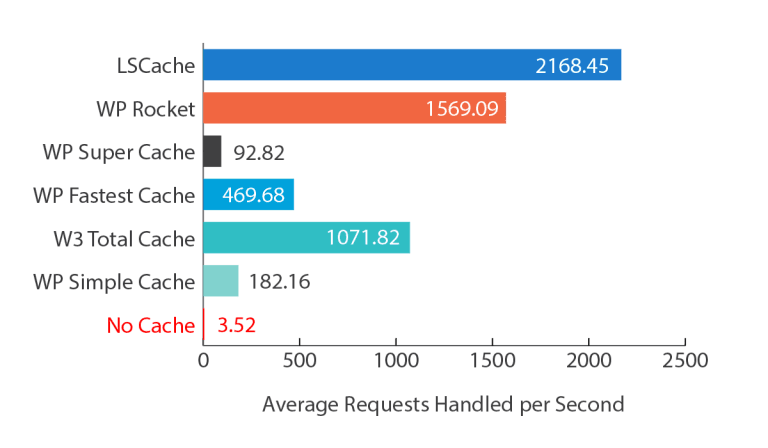 LSCache 2168.45
WP Rocket 1569.09
WP Super Cache 92.82
WP Fastest Cache 469.68
W3 Total Cache 1071.82
WP Simple Cache 182.16
No Cache 3.52
0 500 1000 1500 2000 2500
Average Requests Handled per Second